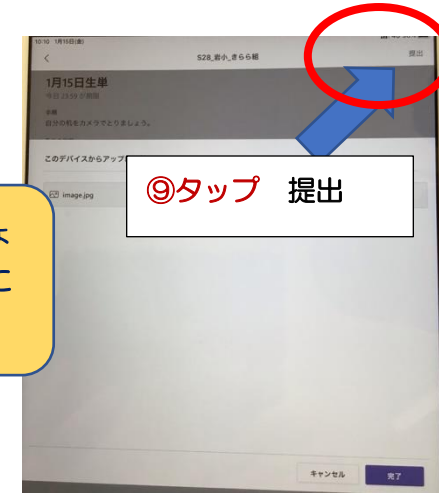 10:10 1月15日(金)
S28_岩小_きらら組
提出
1月15日生単
今日 23:59 が期限
自分の机をカメラでとりましょう。
このデバイスからアップ
image.jpg
⑨タップ 提出
キャンセル
完了